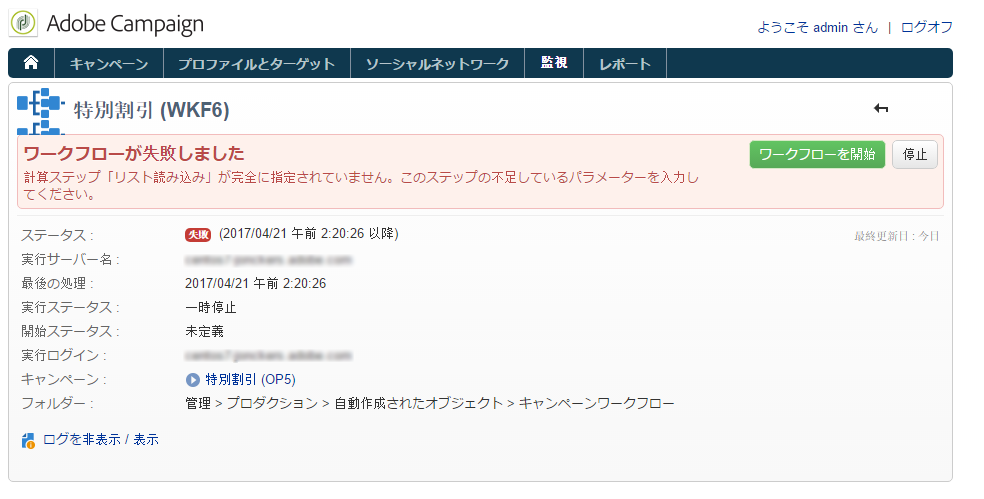 Adobe Campaign
ようこそ admin さん | ログオフ
キャンペーン プロファイルとターゲット ソーシャルネットワーク 監視 レポート
特別割引 (WKF6)
ワークフローが失敗しました
計算ステップ「リスト読み込み」が完全に指定されていません。このステップの不足しているパラメーターを入力し
てください。
ワークフローを開始 停止
ステータス : 失敗 (2017/04/21 午前 2:20:26 以降) 最終更新日 : 今日
実行サーバー名 :
最後の処理 : 2017/04/21 午前 2:20:26
実行ステータス : 一時停止
開始ステータス : 未定義
実行ログイン :
キャンペーン : 特別割引 (OP5)
フォルダー : 管理 > プロダクション > 自動作成されたオブジェクト > キャンペーンワークフロー
ログを非表示 / 表示